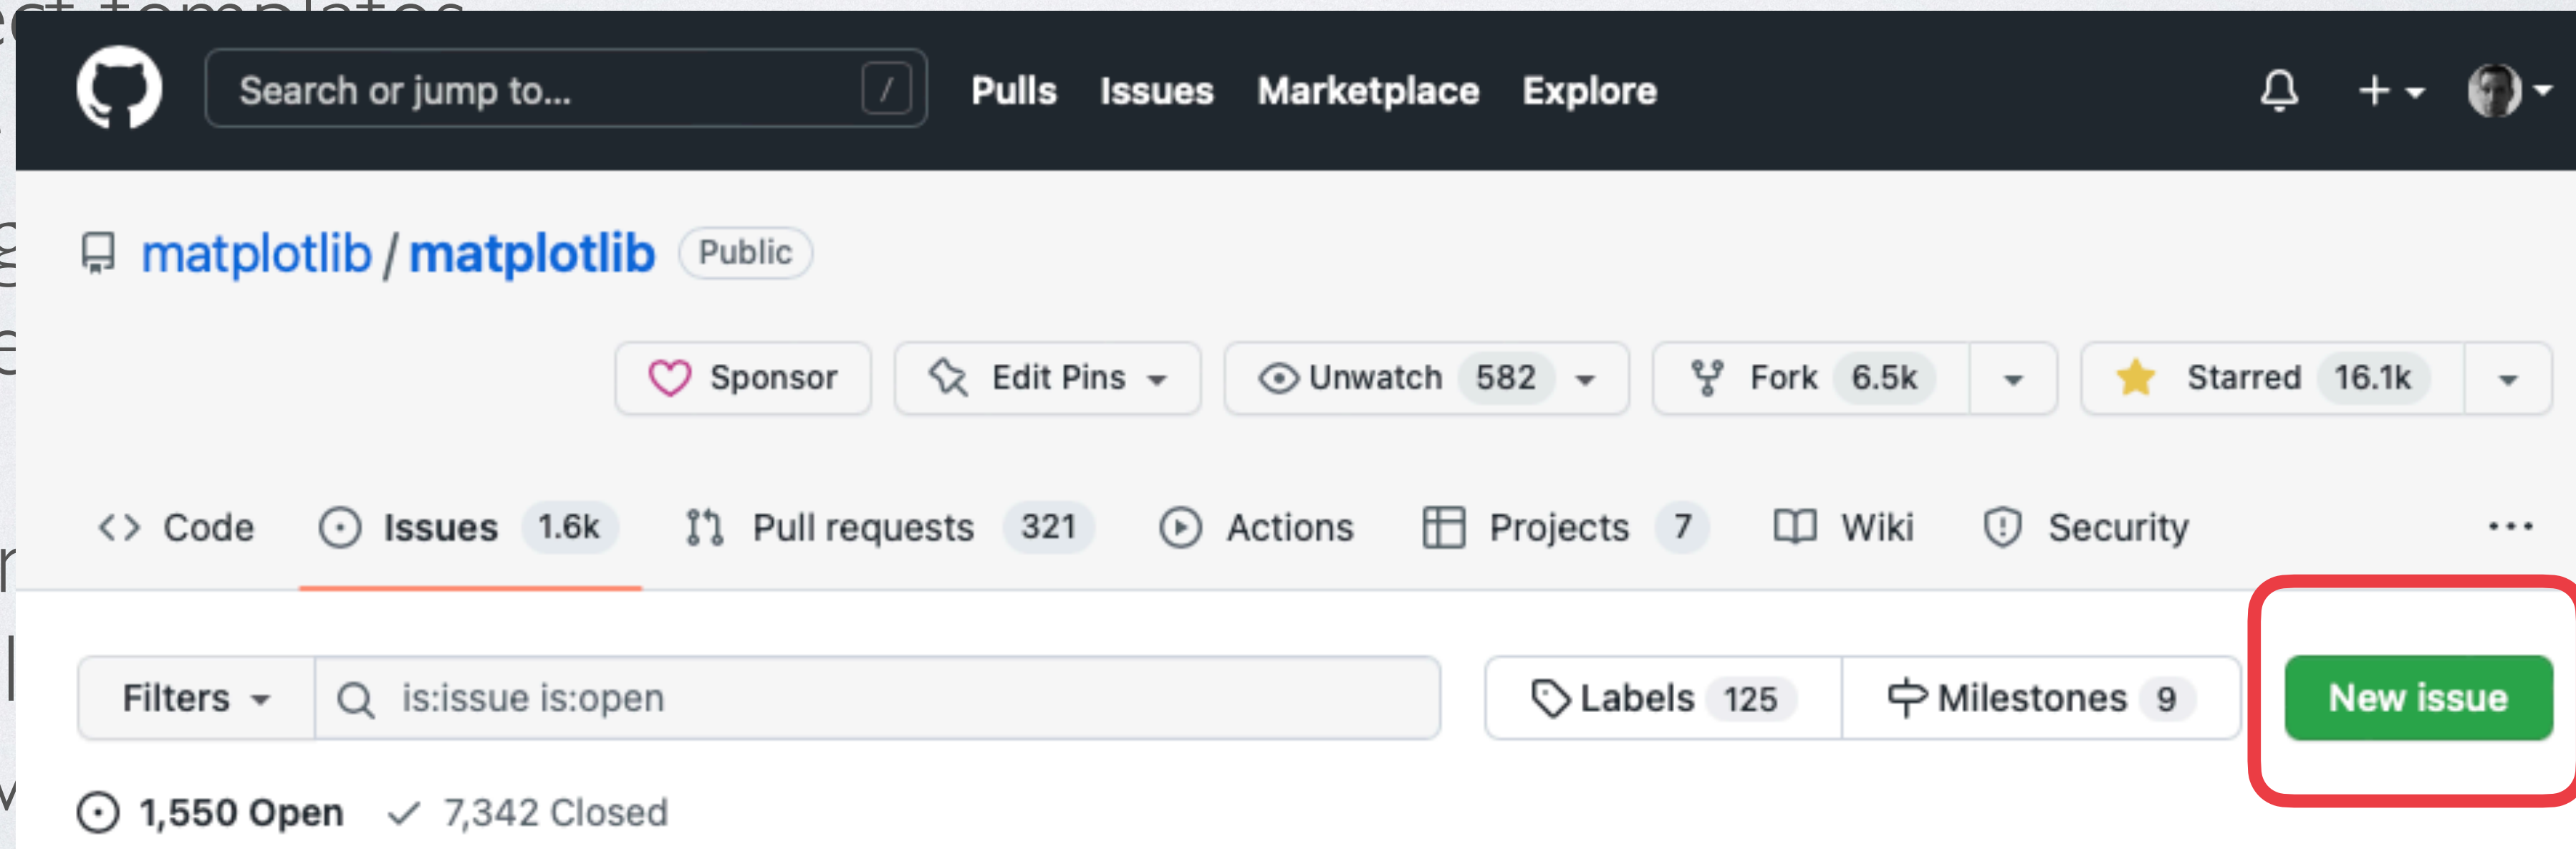 ect templates
Search or jump to... / Pulls Issues Marketplace Explore
matplotlib / matplotlib Public
Sponsor Edit Pins Unwatch 582 Fork 6.5k Starred 16.1k
Code Issues 1.6k Pull requests 321 Actions Projects 7 Wiki Security ...
Filters is:issue is:open Labels 125 Milestones 9 New issue
1,550 Open 7,342 Closed